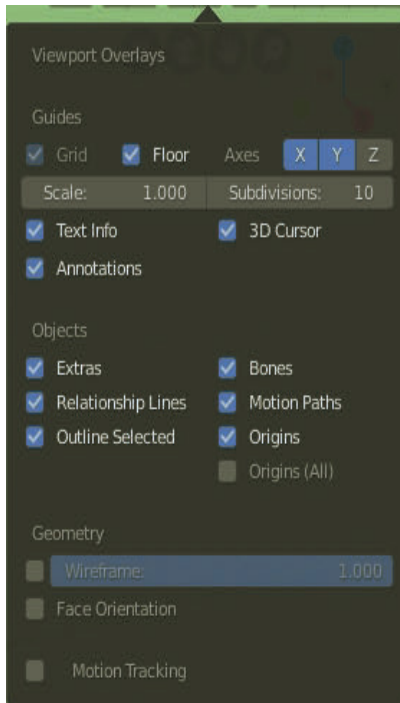 Viewport Overlays
Guides
Grid Floor Axes X Y Z
Scale: 1.000 Subdivisions: 10
Text Info 3D Cursor
Annotations
Objects
Extras Bones
Relationship Lines Motion Paths
Outline Selected Origins
Origins (All)
Geometry
Wireframe: 1.000
Face Orientation
Motion Tracking